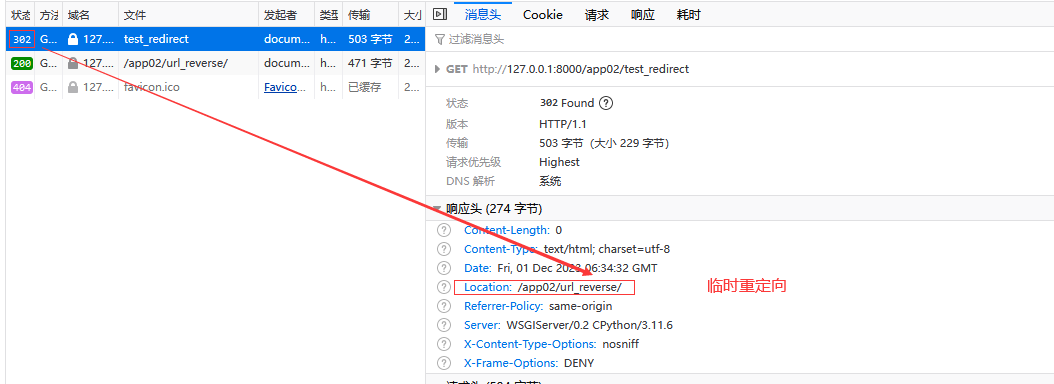 状态 方法 域名 文件 发起者 类型 传输 大小
302 G... 127.... test_redirect docum... h... 503 字节 2...
200 G... 127.... /app02/url_reverse/ docum... h... 471 字节 2...
404 G... 127.... favicon.ico Favico... h... 已缓存 2...
消息头 Cookie 请求 响应 耗时
过滤消息头
GET http://127.0.0.1:8000/app02/test_redirect
状态 302 Found
版本 HTTP/1.1
传输 503 字节（大小 229 字节）
请求优先级 Highest
DNS 解析 系统
响应头 (274 字节)
Content-Length: 0
Content-Type: text/html; charset=utf-8
Date: Fri, 01 Dec 2023 06:34:32 GMT
Location: /app02/url_reverse/
临时重定向
Referrer-Policy: same-origin
Server: WSGIServer/0.2 CPython/3.11.6
X-Content-Type-Options: nosniff
X-Frame-Options: DENY